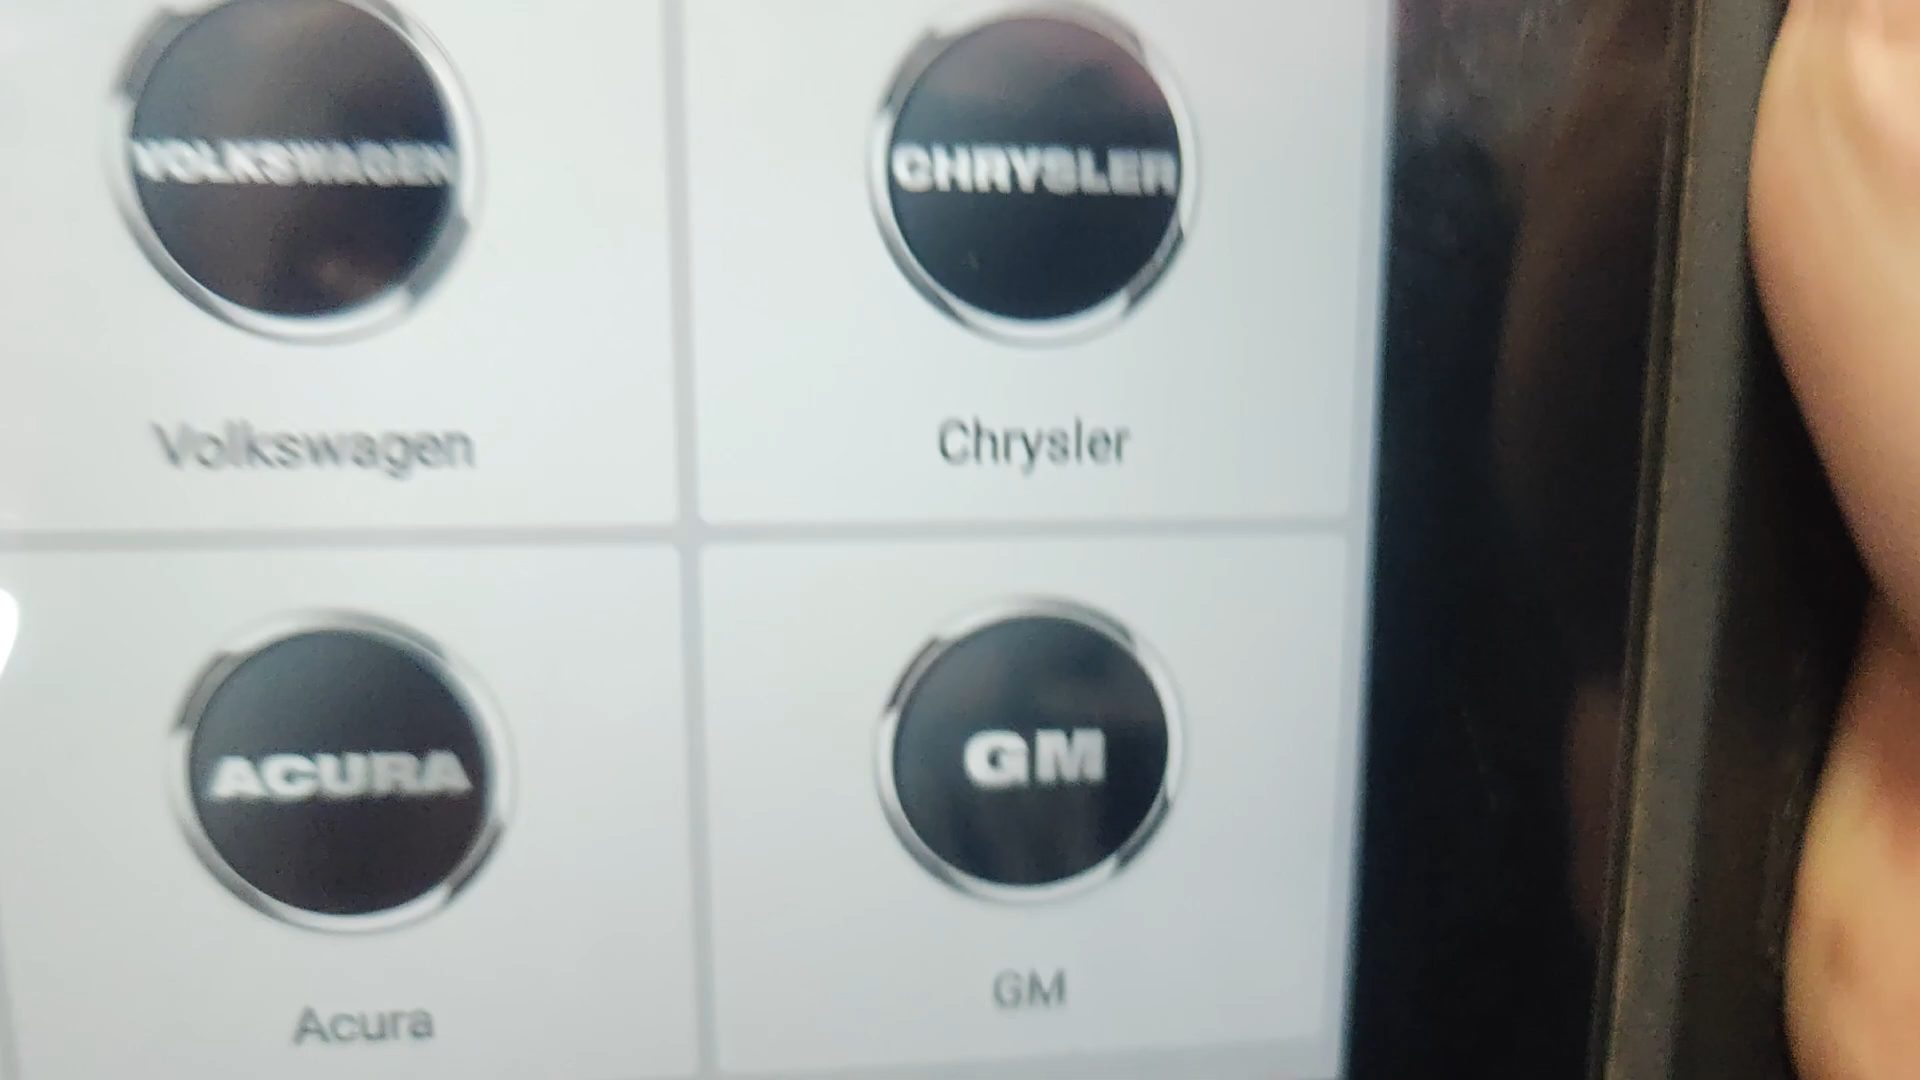 VOLKSWAGEN
CHRYSLER
Volkswagen
Chrysler
ACURA
GM
Acura
GM